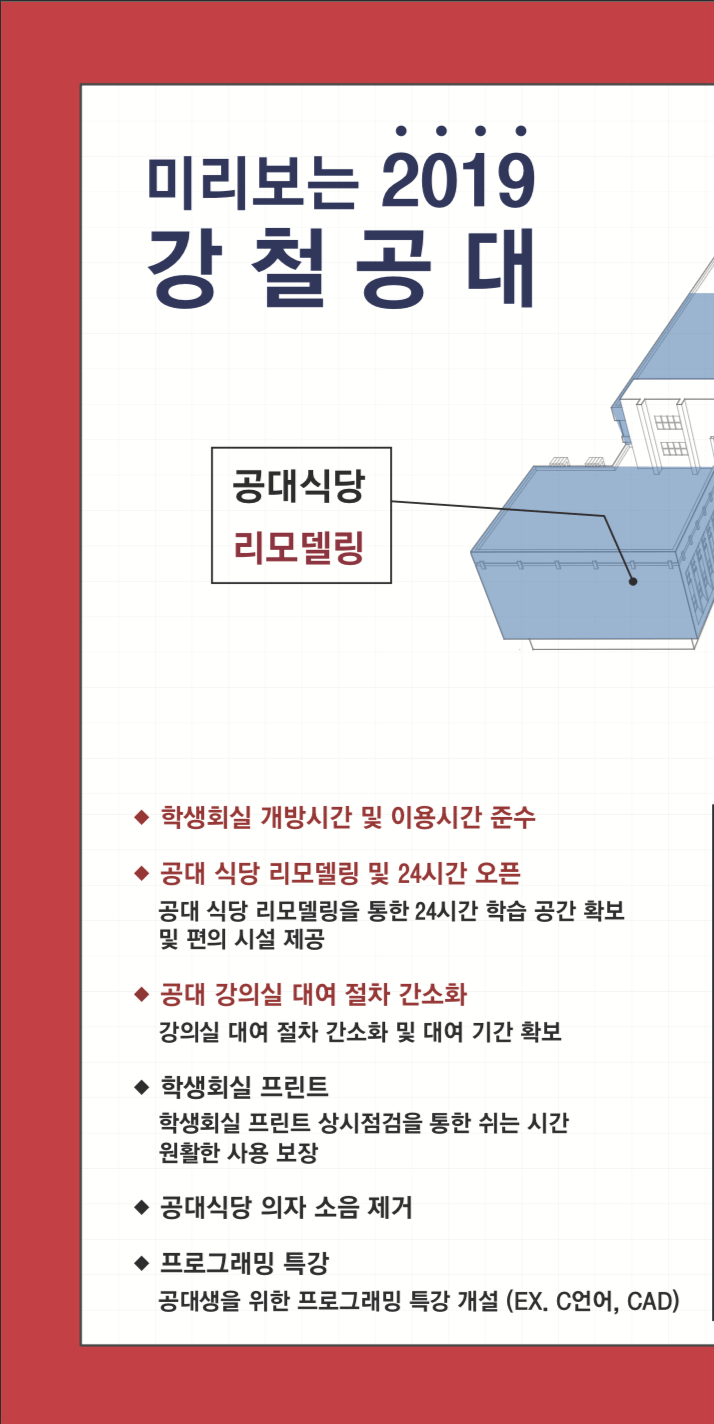 미리보는 2019
강철공대
공대식당
리모델링
◆ 학생회실 개방시간 및 이용시간 준수
◆ 공대 식당 리모델링 및 24시간 오픈
공대 식당 리모델링을 통한 24시간 학습 공간 확보
및 편의 시설 제공
◆ 공대 강의실 대여 절차 간소화
강의실 대여 절차 간소화 및 대여 기간 확보
◆ 학생회실 프린트
학생회실 프린트 상시점검을 통한 쉬는 시간
원활한 사용 보장
◆ 공대식당 의자 소음 제거
◆ 프로그래밍 특강
공대생을 위한 프로그래밍 특강 개설 (EX. C언어, CAD)